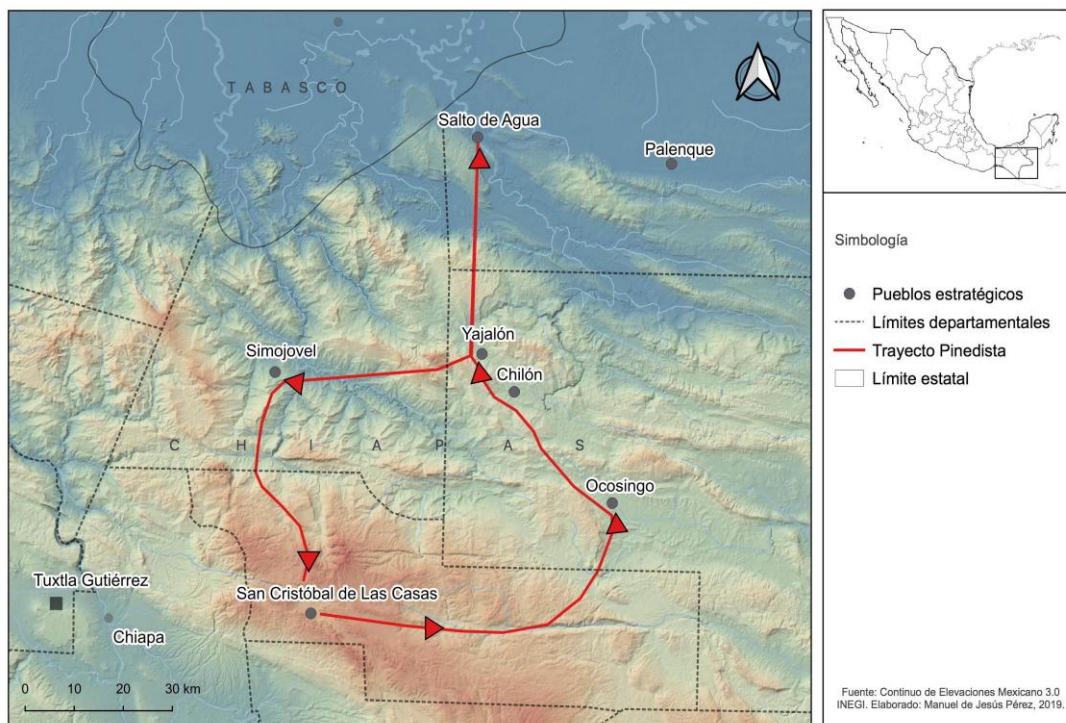 TABASCO
Salto de Agua
Palenque
Yajalón
Simojovel
Chilón
CHIAPAS
Ocosingo
Tuxtla Gutiérrez
San Cristóbal de Las Casas
Chiapa
0 10 20 30 km
Simbología
Pueblos estratégicos
Límites departamentales
Trayecto Pinedista
Límite estatal
Fuente: Continuo de Elevaciones Mexicano 3.0
INEGI. Elaborado: Manuel de Jesús Pérez, 2019.